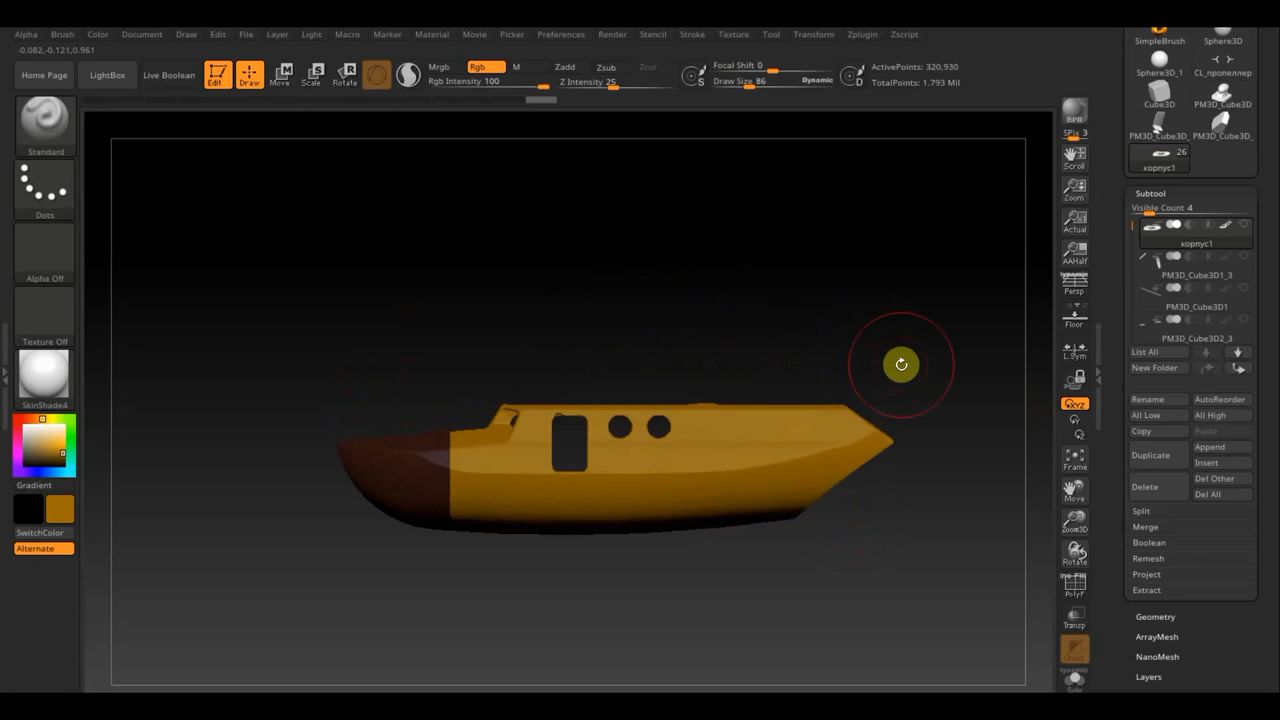 Alpha Brush Color Document Draw Edit File Layer Light Macro Marker Material Movie Picker Preferences Render Stencil Stroke Texture Tool Transform Zplugin Zscript
-0.082,-0.121,0.961
Home Page
LightBox
Live Boolean
Edit
Draw
Move
Scale
Rotate
Mrgb
Rgb
M
Zadd
Zsub
Zcut
Rgb Intensity 100
Z Intensity 25
S
Focal Shift 0
Draw Size 86
Dynamic
D
ActivePoints: 320,930
TotalPoints: 1.793 Mil
Standard
Dots
Alpha Off
Texture Off
SkinShade4
Gradient
SwitchColor
Alternate
BPR
SPix 3
Scroll
Zoom
Actual
AAHalf
Dynamic
Persp
Floor
L.Sym
XYZ
Frame
Move
Zoom3D
Rotate
PolyF
Transp
Ghost
Dynamic
Solo
SimpleBrush
Sphere3D
Sphere3D_1
CL_пропеллер
Cube3D
PM3D_Cube3D
PM3D_Cube3D_
PM3D_Cube3D_
26
корпус1
Subtool
Visible Count 4
корпус1
PM3D_Cube3D1_3
PM3D_Cube3D1
PM3D_Cube3D2_3
List All
New Folder
Rename
AutoReorder
All Low
All High
Copy
Paste
Duplicate
Append
Insert
Delete
Del Other
Del All
Split
Merge
Boolean
Remesh
Project
Extract
Geometry
ArrayMesh
NanoMesh
Layers